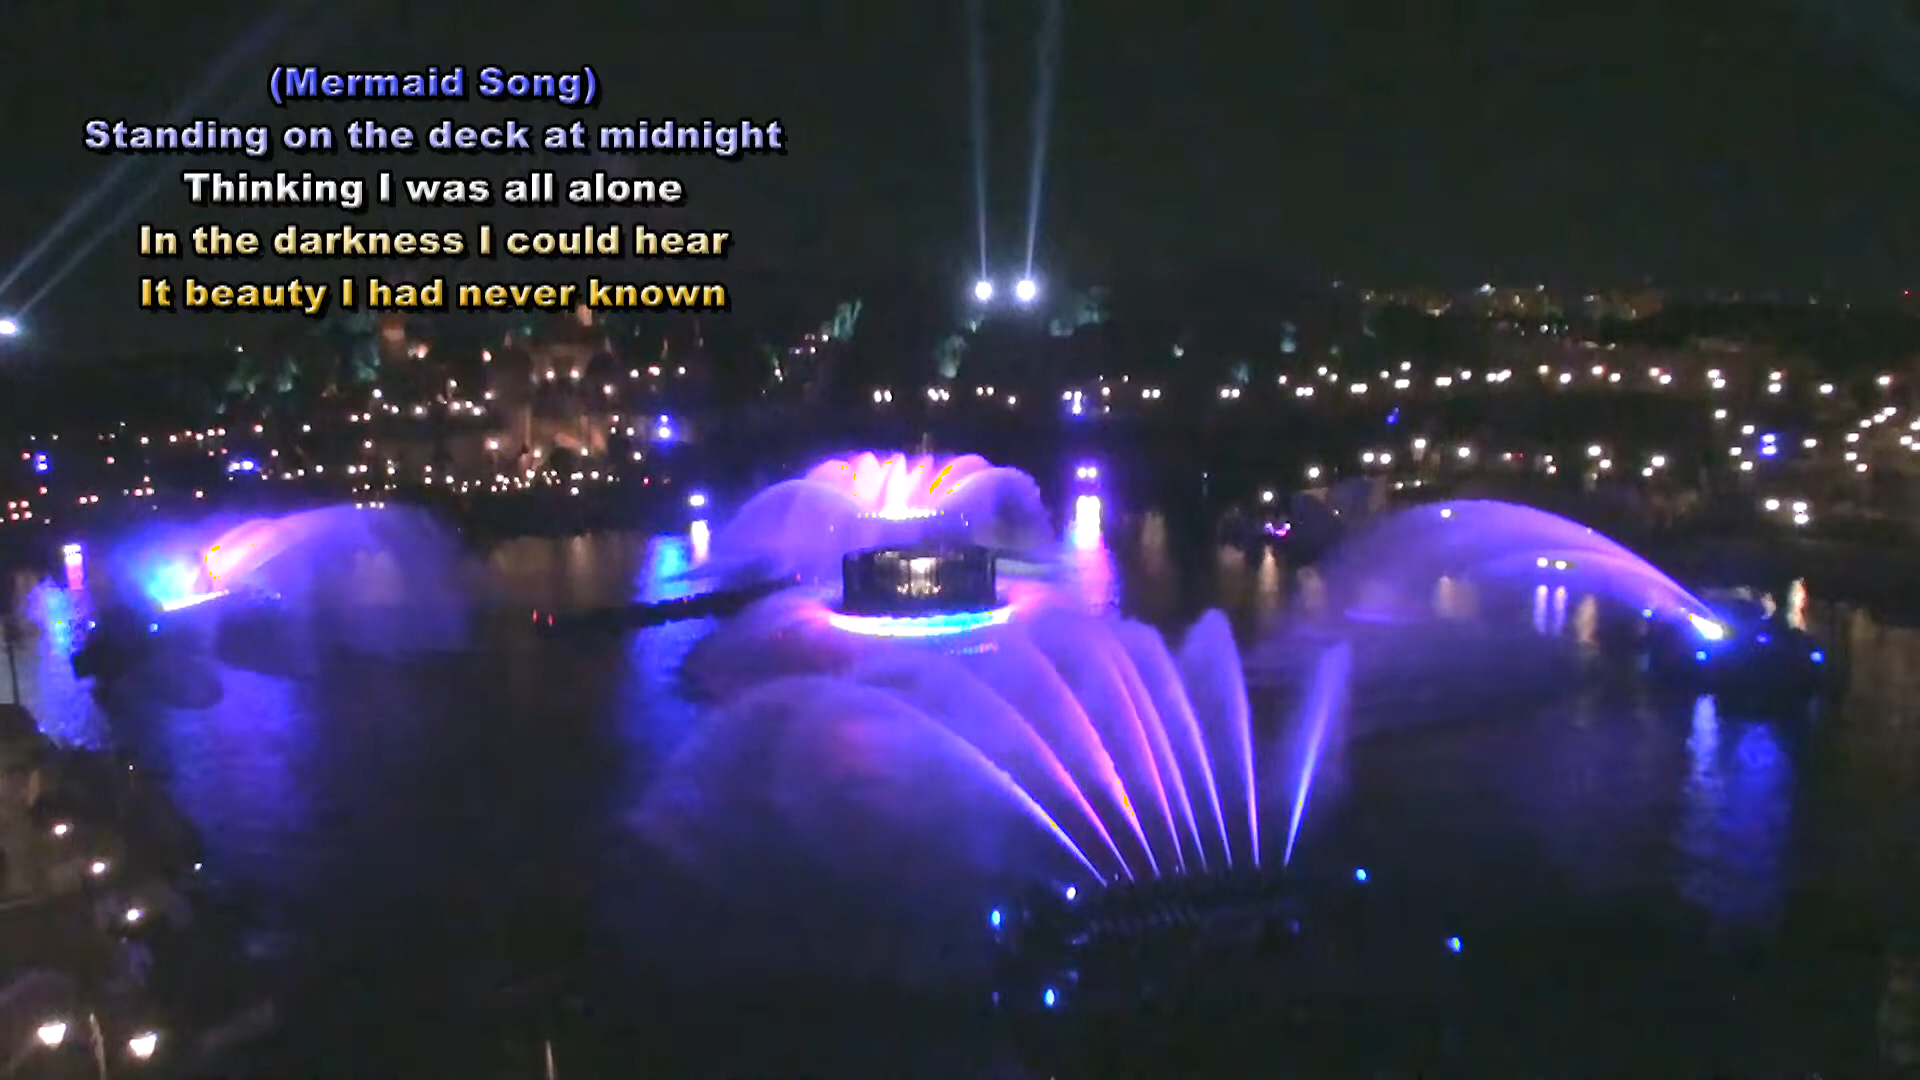 (Mermaid Song)
Standing on the deck at midnight
Thinking I was all alone
In the darkness I could hear
It beauty I had never known